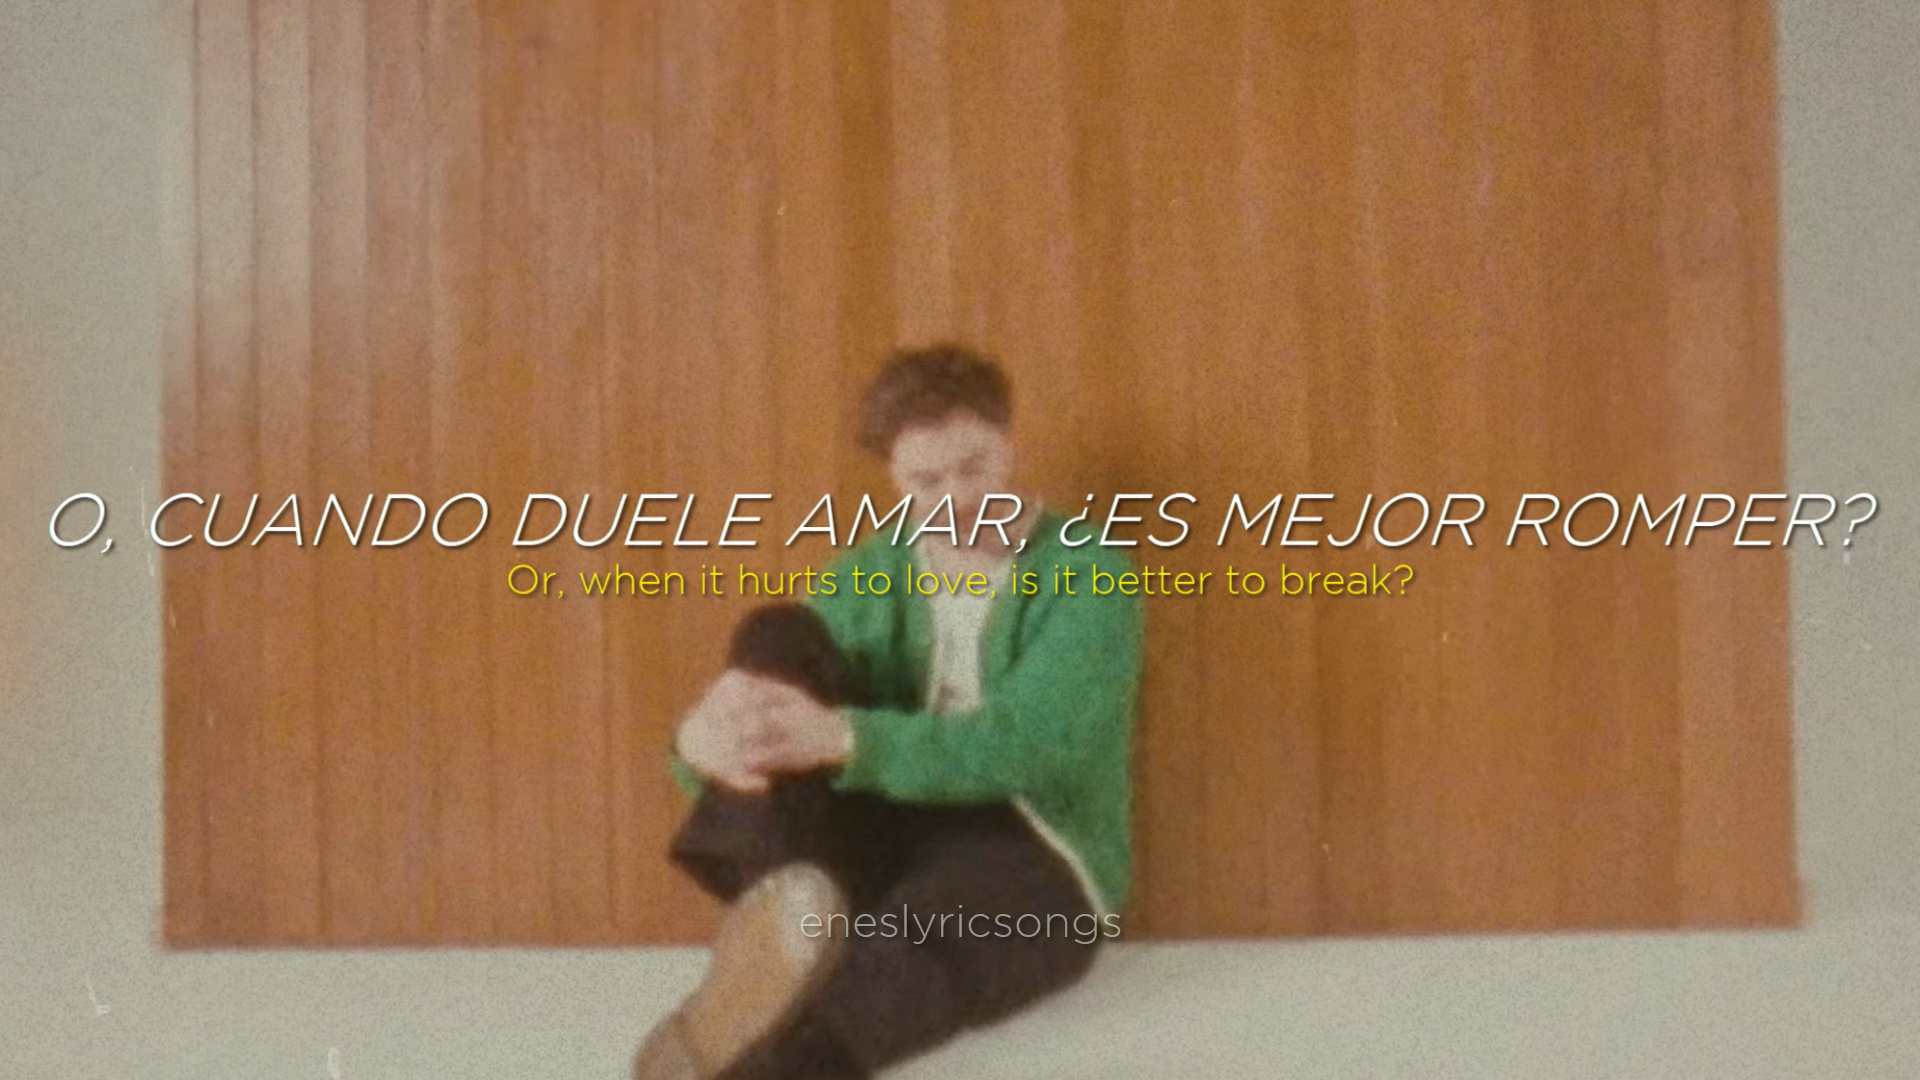 O, CUANDO DUELE AMAR, ¿ES MEJOR ROMPER?
Or, when it hurts to love, is it better to break?
eneslyricsongs